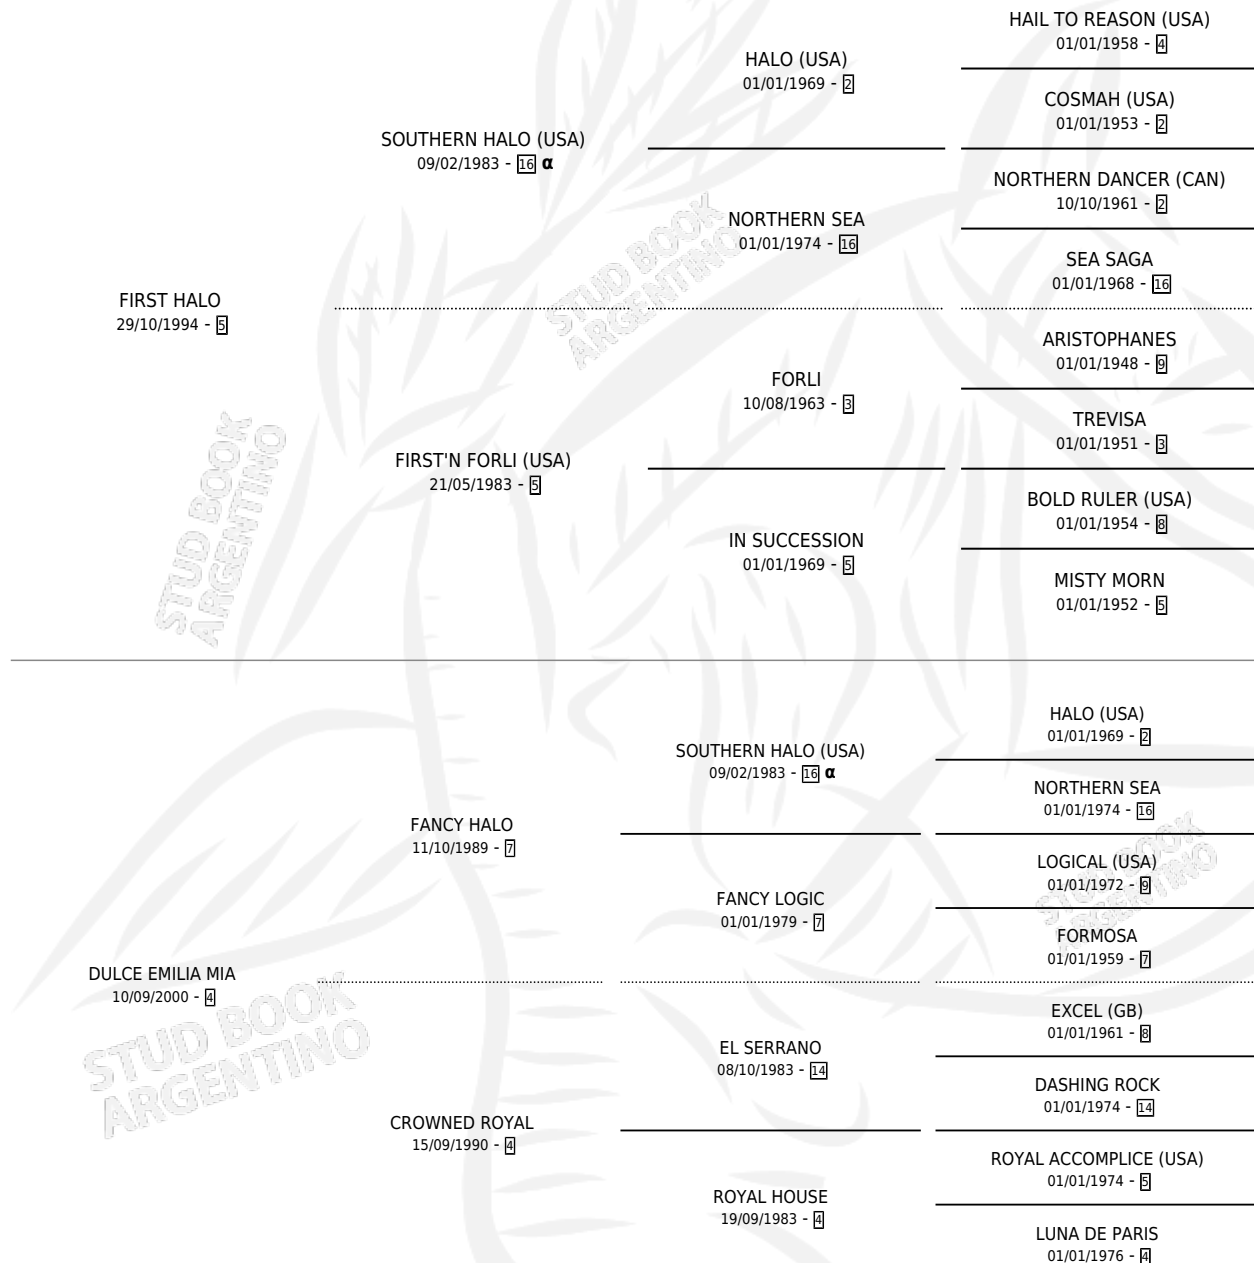 HAIL TO REASON (USA)
01/01/1958 - 4
HALO (USA)
01/01/1969 - 2
COSMAH (USA)
01/01/1953 - 2
SOUTHERN HALO (USA)
09/02/1983 - 16 α
NORTHERN DANCER (CAN)
10/10/1961 - 2
NORTHERN SEA
01/01/1974 - 16
SEA SAGA
01/01/1968 - 16
FIRST HALO
29/10/1994 - 5
STUD BOOK
ARGENTINO
ARISTOPHANES
01/01/1948 - 9
FORLI
10/08/1963 - 3
TREVISA
01/01/1951 - 3
FIRST'N FORLI (USA)
21/05/1983 - 5
BOLD RULER (USA)
01/01/1954 - 8
IN SUCCESSION
01/01/1969 - 5
MISTY MORN
01/01/1952 - 5
STUD BOOK
ARGENTINO
HALO (USA)
01/01/1969 - 2
SOUTHERN HALO (USA)
09/02/1983 - 16 α
NORTHERN SEA
01/01/1974 - 16
FANCY HALO
11/10/1989 - 7
LOGICAL (USA)
01/01/1972 - 9
FANCY LOGIC
01/01/1979 - 7
FORMOSA
01/01/1959 - 7
STUD BOOK
ARGENTINO
DULCE EMILIA MIA
10/09/2000 - 4
EXCEL (GB)
01/01/1961 - 8
EL SERRANO
08/10/1983 - 14
DASHING ROCK
01/01/1974 - 14
STUD BOOK
ARGENTINO
CROWNED ROYAL
15/09/1990 - 4
ROYAL ACCOMPLICE (USA)
01/01/1974 - 5
ROYAL HOUSE
19/09/1983 - 4
LUNA DE PARIS
01/01/1976 - 4